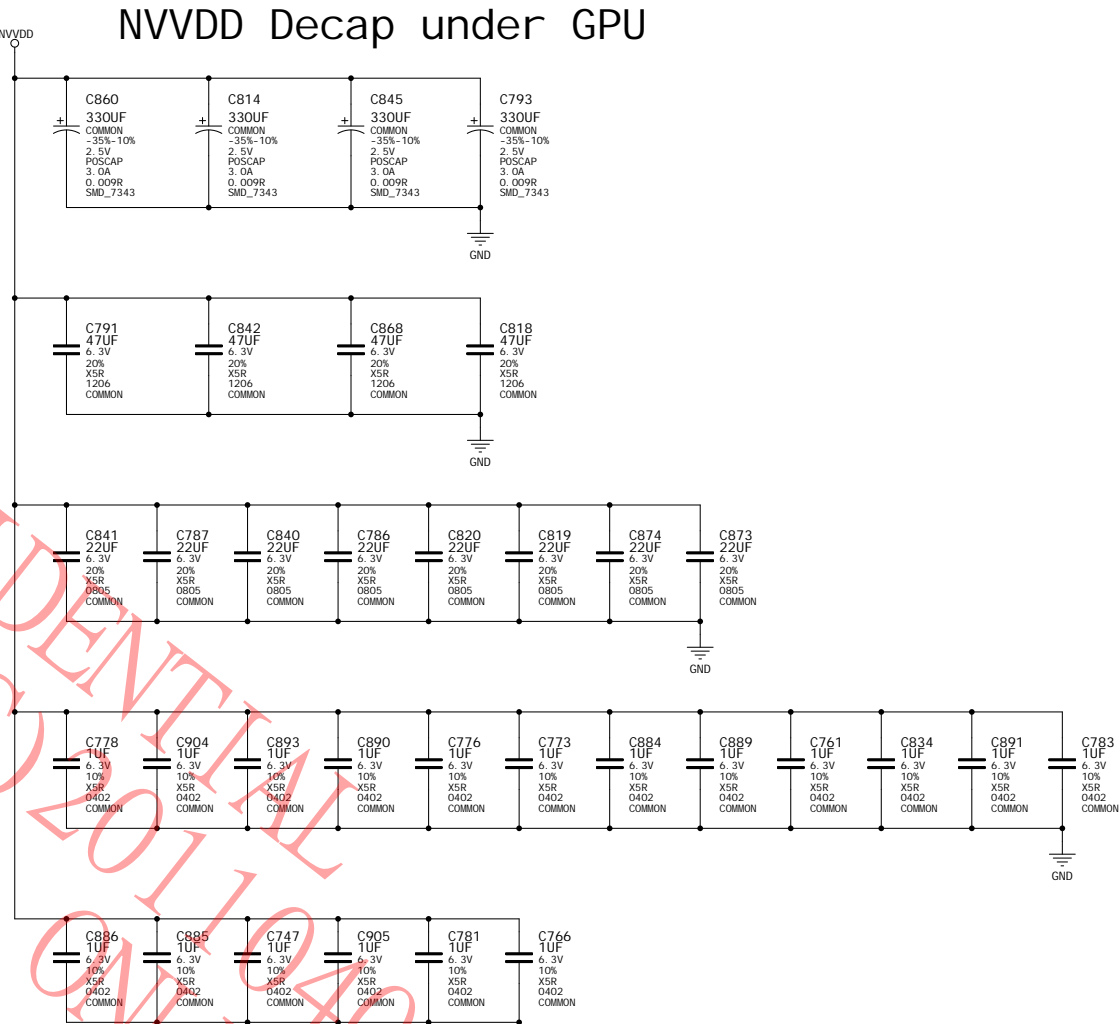 NVVDD Decap under GPU
NVVDD
C860
330UF
COMMON
-35%-10%
2.5V
POSCAP
3.0A
0.009R
SMD_7343
C814
330UF
COMMON
-35%-10%
2.5V
POSCAP
3.0A
0.009R
SMD_7343
C845
330UF
COMMON
-35%-10%
2.5V
POSCAP
3.0A
0.009R
SMD_7343
C793
330UF
COMMON
-35%-10%
2.5V
POSCAP
3.0A
0.009R
SMD_7343
GND
C791
47UF
6.3V
20%
X5R
1206
COMMON
C842
47UF
6.3V
20%
X5R
1206
COMMON
C868
47UF
6.3V
20%
X5R
1206
COMMON
C818
47UF
6.3V
20%
X5R
1206
COMMON
GND
C841
22UF
6.3V
20%
X5R
0805
COMMON
C787
22UF
6.3V
20%
X5R
0805
COMMON
C840
22UF
6.3V
20%
X5R
0805
COMMON
C786
22UF
6.3V
20%
X5R
0805
COMMON
C820
22UF
6.3V
20%
X5R
0805
COMMON
C819
22UF
6.3V
20%
X5R
0805
COMMON
C874
22UF
6.3V
20%
X5R
0805
COMMON
C873
22UF
6.3V
20%
X5R
0805
COMMON
GND
C778
1UF
6.3V
10%
X5R
0402
COMMON
C904
1UF
6.3V
10%
X5R
0402
COMMON
C893
1UF
6.3V
10%
X5R
0402
COMMON
C890
1UF
6.3V
10%
X5R
0402
COMMON
C776
1UF
6.3V
10%
X5R
0402
COMMON
C773
1UF
6.3V
10%
X5R
0402
COMMON
C884
1UF
6.3V
10%
X5R
0402
COMMON
C889
1UF
6.3V
10%
X5R
0402
COMMON
C761
1UF
6.3V
10%
X5R
0402
COMMON
C834
1UF
6.3V
10%
X5R
0402
COMMON
C891
1UF
6.3V
10%
X5R
0402
COMMON
C783
1UF
6.3V
10%
X5R
0402
COMMON
GND
C886
1UF
6.3V
10%
X5R
0402
COMMON
C885
1UF
6.3V
10%
X5R
0402
COMMON
C747
1UF
6.3V
10%
X5R
0402
COMMON
C905
1UF
6.3V
10%
X5R
0402
COMMON
C781
1UF
6.3V
10%
X5R
0402
COMMON
C766
1UF
6.3V
10%
X5R
0402
COMMON
DENTIAL
)2011040
ON